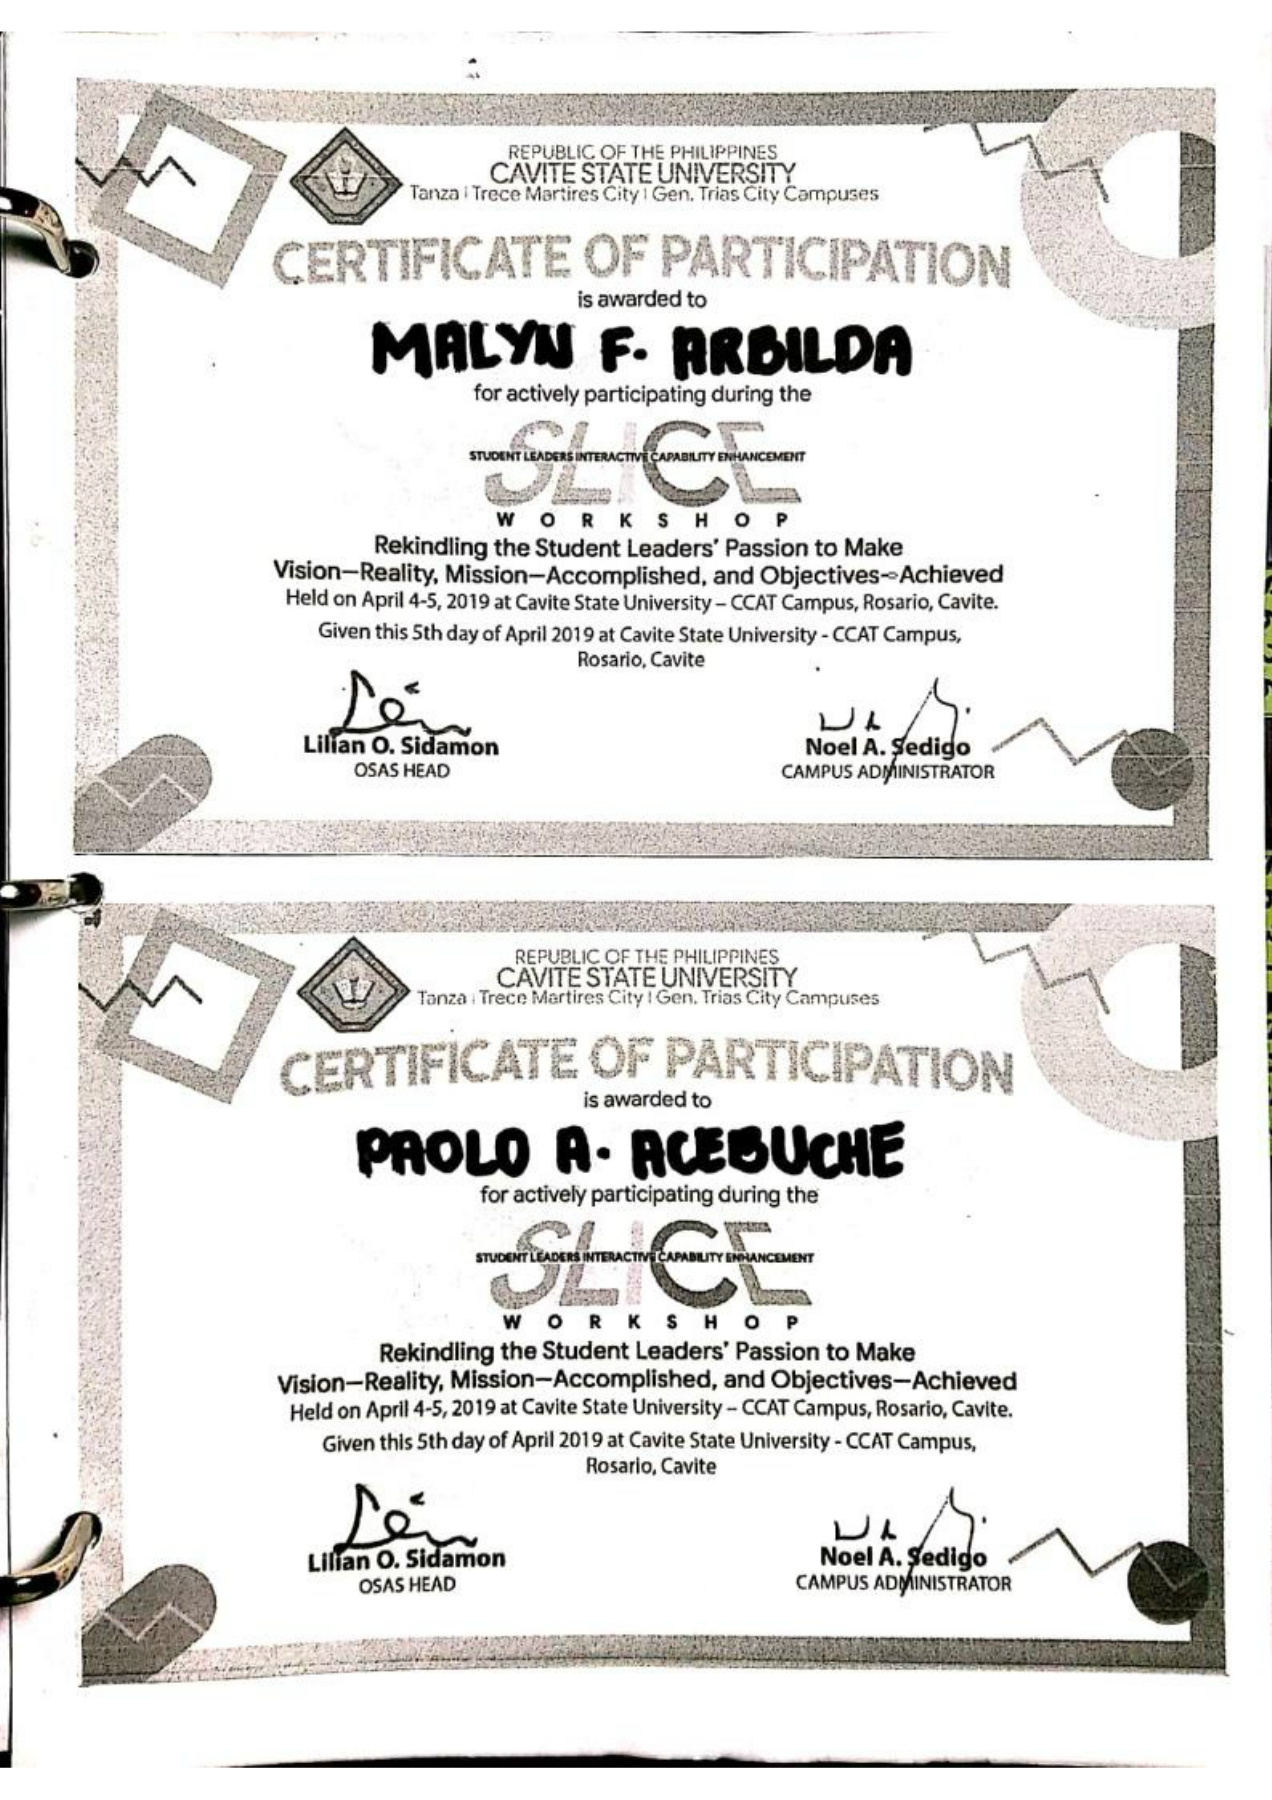 REPUBLIC OF THE PHILIPPINES
CAVITE STATE UNIVERSITY
Tanza | Trece Martires City | Gen. Trias City Campuses
CERTIFICATE OF PARTICIPATION
is awarded to
MALYN F. ARBILDA
for actively participating during the
SLICE
STUDENT LEADERS INTERACTIVE CAPABILITY ENHANCEMENT
WORKSHOP
Rekindling the Student Leaders' Passion to Make
Vision—Reality, Mission—Accomplished, and Objectives—Achieved
Held on April 4-5, 2019 at Cavite State University – CCAT Campus, Rosario, Cavite.
Given this 5th day of April 2019 at Cavite State University - CCAT Campus,
Rosario, Cavite
Lilian O. Sidamon
OSAS HEAD
Noel A. Sedigo
CAMPUS ADMINISTRATOR
REPUBLIC OF THE PHILIPPINES
CAVITE STATE UNIVERSITY
Tanza | Trece Martires City | Gen. Trias City Campuses
CERTIFICATE OF PARTICIPATION
is awarded to
PAOLO A. ACEBUCHE
for actively participating during the
SLICE
STUDENT LEADERS INTERACTIVE CAPABILITY ENHANCEMENT
WORKSHOP
Rekindling the Student Leaders' Passion to Make
Vision—Reality, Mission—Accomplished, and Objectives—Achieved
Held on April 4-5, 2019 at Cavite State University – CCAT Campus, Rosario, Cavite.
Given this 5th day of April 2019 at Cavite State University - CCAT Campus,
Rosario, Cavite
Lilian O. Sidamon
OSAS HEAD
Noel A. Sedigo
CAMPUS ADMINISTRATOR